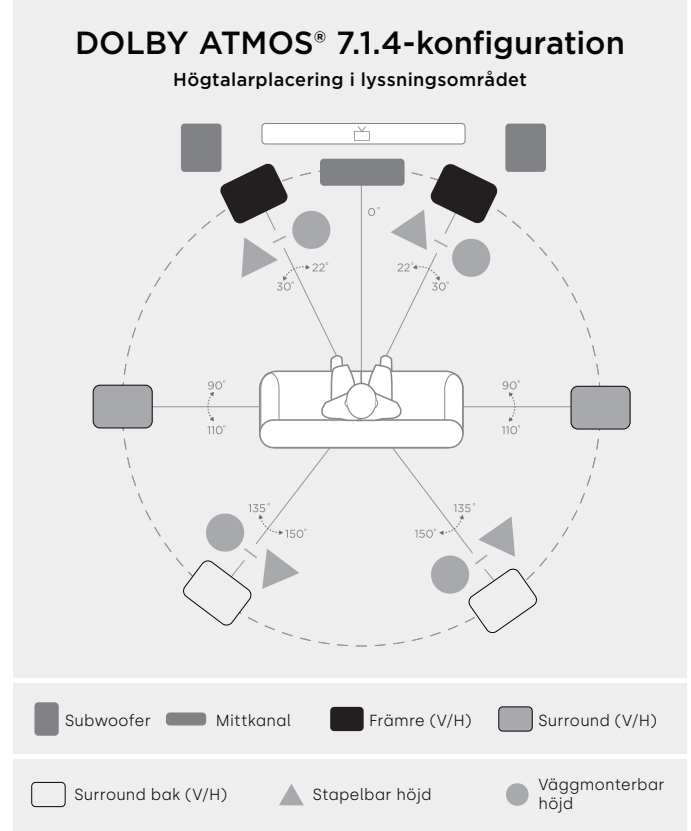 DOLBY ATMOS® 7.1.4-konfiguration
Högtalarplacering i lyssningsområdet
0°
22° 22°
30° 30°
90° 90°
110° 110°
135° 135°
150° 150°
Subwoofer Mittkanal Främre (V/H) Surround (V/H)
Surround bak (V/H) Stapelbar höjd Väggmonterbar
höjd